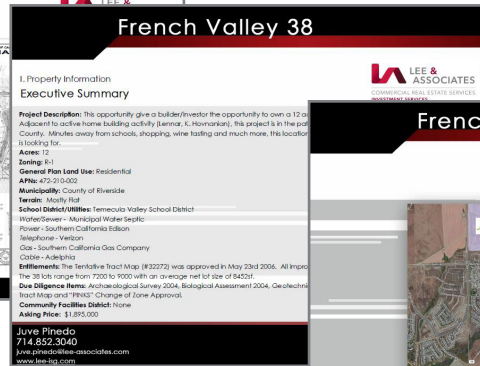 LEE &
French Valley 38
I. Property Information
Executive Summary
LEE &
ASSOCIATES
COMMERCIAL REAL ESTATE SERVICES
INVESTMENT SERVICES
Project Description: This opportunity give a builder/investor the opportunity to own a 12 a
Adjacent to active home building activity (Lennar, K. Hovnanian), this project is in the pat
County. Minutes away from schools, shopping, wine tasting and much more, this location
is looking for.
Acres: 12
Zoning: R-1
General Plan Land Use: Residential
APNs: 472-210-002
Municipality: County of Riverside
Terrain: Mostly Flat
School District/Utilities: Temecula Valley School District
Water/Sewer - Municipal Water Septic
Power - Southern California Edison
Telephone - Verizon
Gas - Southern California Gas Company
Cable - Adelphia
Entitlements: The Tentative Tract Map (#32272) was approved in May 23rd 2006. All impro
The 38 lots range from 7200 to 9000 with an average net lot size of 8452sf.
Due Diligence Items: Archaeological Survey 2004, Biological Assessment 2004, Geotechni
Tract Map and "PINKS" Change of Zone Approval.
Community Facilities District: None
Asking Price: $1,895,000
Juve Pinedo
714.852.3040
juve.pinedo@lee-associates.com
www.lee-isg.com
Frenc